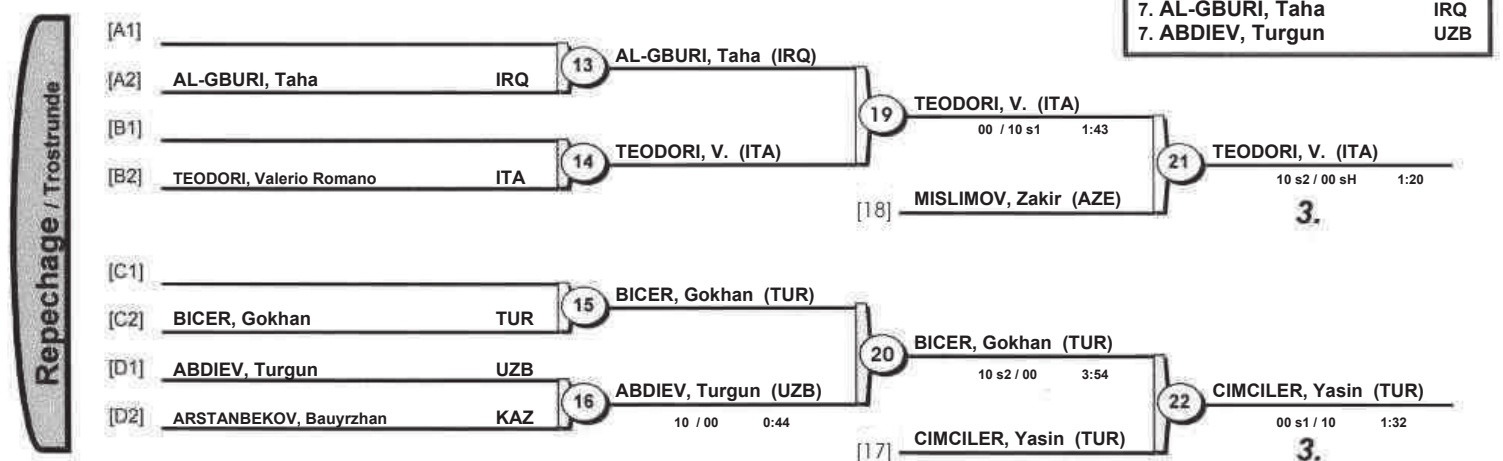 7. AL-GBURI, Taha IRQ
7. ABDIEV, Turgun UZB
Repechage / Trostrunde
[A1]
[A2] AL-GBURI, Taha IRQ
13
AL-GBURI, Taha (IRQ)
[B1]
[B2] TEODORI, Valerio Romano ITA
14
TEODORI, V. (ITA)
19
TEODORI, V. (ITA)
00 / 10 s1 1:43
[18] MISLIMOV, Zakir (AZE)
21
TEODORI, V. (ITA)
10 s2 / 00 sH 1:20
3.
[C1]
[C2] BICER, Gokhan TUR
15
BICER, Gokhan (TUR)
[D1] ABDIEV, Turgun UZB
[D2] ARSTANBEKOV, Bauyrzhan KAZ
16
ABDIEV, Turgun (UZB)
10 / 00 0:44
20
BICER, Gokhan (TUR)
10 s2 / 00 3:54
[17] CIMCILER, Yasin (TUR)
22
CIMCILER, Yasin (TUR)
00 s1 / 10 1:32
3.